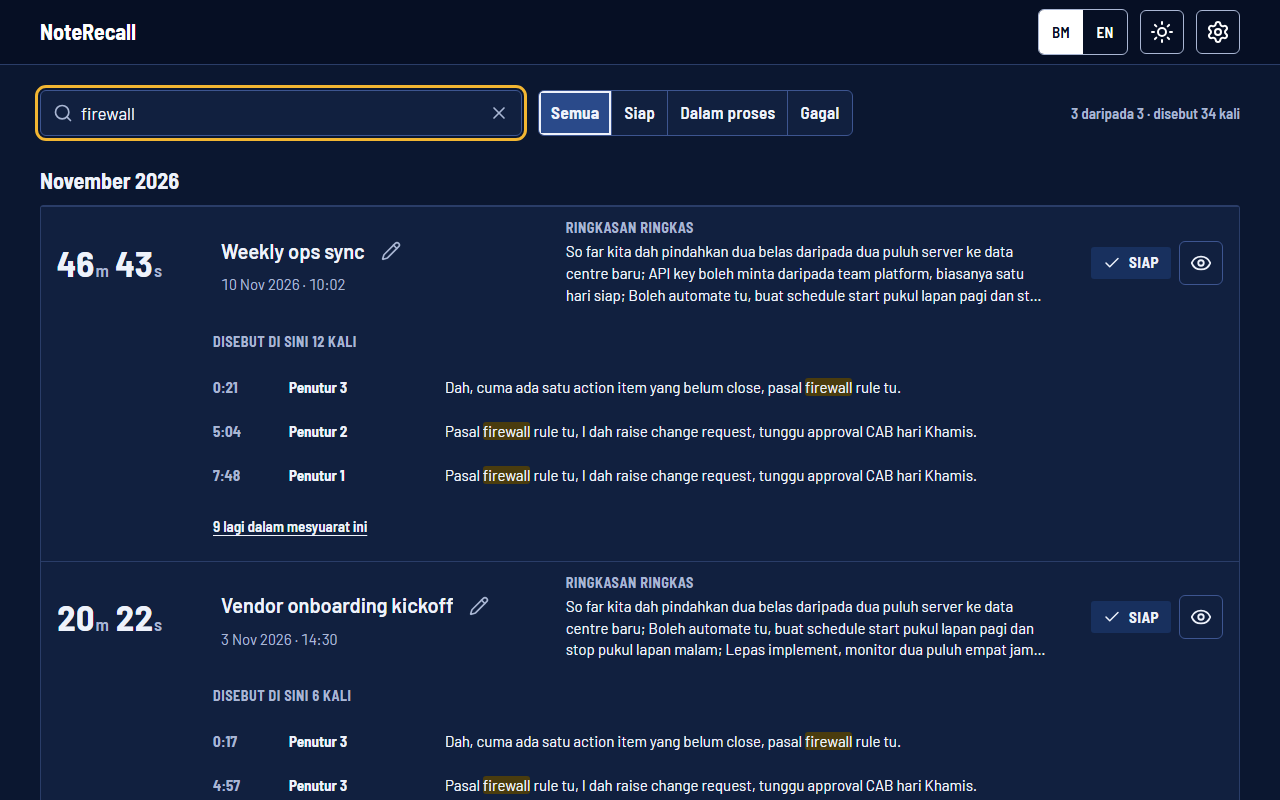 NoteRecall
BM EN
firewall
Semua Siap Dalam proses Gagal
3 daripada 3 · disebut 34 kali
November 2026
46m 43s
Weekly ops sync
10 Nov 2026 · 10:02
RINGKASAN RINGKAS
So far kita dah pindahkan dua belas daripada dua puluh server ke data
centre baru; API key boleh minta daripada team platform, biasanya satu
hari siap; Boleh automate tu, buat schedule start pukul lapan pagi dan st...
SIAP
DISEBUT DI SINI 12 KALI
0:21 Penutur 3 Dah, cuma ada satu action item yang belum close, pasal firewall rule tu.
5:04 Penutur 2 Pasal firewall rule tu, I dah raise change request, tunggu approval CAB hari Khamis.
7:48 Penutur 1 Pasal firewall rule tu, I dah raise change request, tunggu approval CAB hari Khamis.
9 lagi dalam mesyuarat ini
20m 22s
Vendor onboarding kickoff
3 Nov 2026 · 14:30
RINGKASAN RINGKAS
So far kita dah pindahkan dua belas daripada dua puluh server ke data
centre baru; Boleh automate tu, buat schedule start pukul lapan pagi dan
stop pukul lapan malam; Lepas implement, monitor dua puluh empat jam...
SIAP
DISEBUT DI SINI 6 KALI
0:17 Penutur 3 Dah, cuma ada satu action item yang belum close, pasal firewall rule tu.
4:57 Penutur 3 Pasal firewall rule tu, I dah raise change request, tunggu approval CAB hari Khamis.